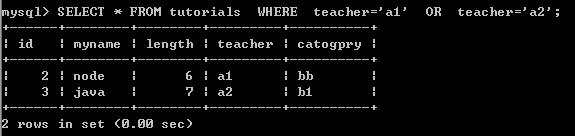 mysql> SELECT * FROM tutorials  WHERE  teacher='a1'  OR  teacher='a2';
+------+--------+--------+---------+----------+
| id   | myname | length | teacher | catogpry |
+------+--------+--------+---------+----------+
|    2 | node   |      6 | a1      | bb       |
|    3 | java   |      7 | a2      | b1       |
+------+--------+--------+---------+----------+
2 rows in set (0.00 sec)